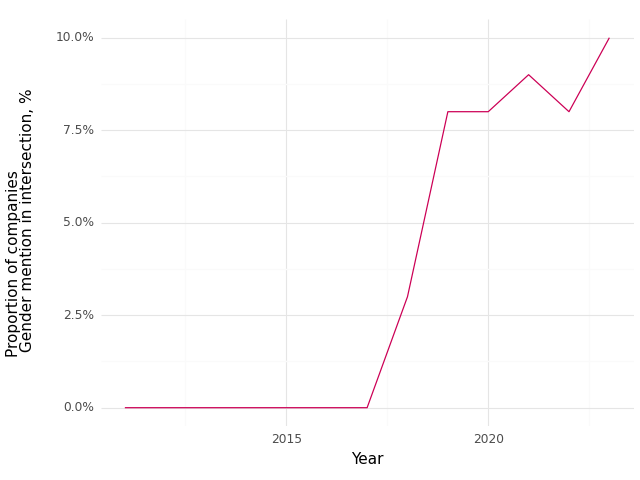 Proportion of companies
Gender mention in intersection, %
10.0%
7.5%
5.0%
2.5%
0.0%
2015
2020
Year